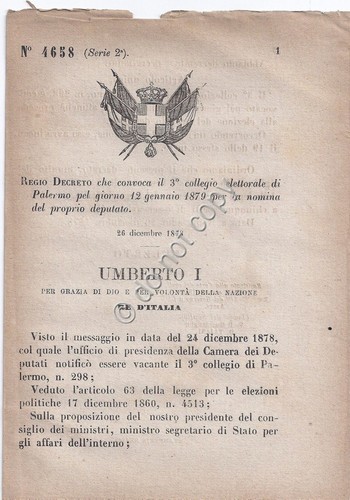 N° 4658 (Serie 2ª). 1
REGIO DECRETO che convoca il 3° collegio elettorale di
Palermo pel giorno 12 gennaio 1879 per la nomina
del proprio deputato.
26 dicembre 1878
UMBERTO I
PER GRAZIA DI DIO E PER VOLONTÀ DELLA NAZIONE
RE D'ITALIA
Visto il messaggio in data del 24 dicembre 1878,
col quale l'ufficio di presidenza della Camera dei De-
putati notificò essere vacante il 3° collegio di Pa-
lermo, n. 298;
Veduto l'articolo 63 della legge per le elezioni
politiche 17 dicembre 1860, n. 4513;
Sulla proposizione del nostro presidente del con-
siglio dei ministri, ministro segretario di Stato per
gli affari dell'interno;
do not copy